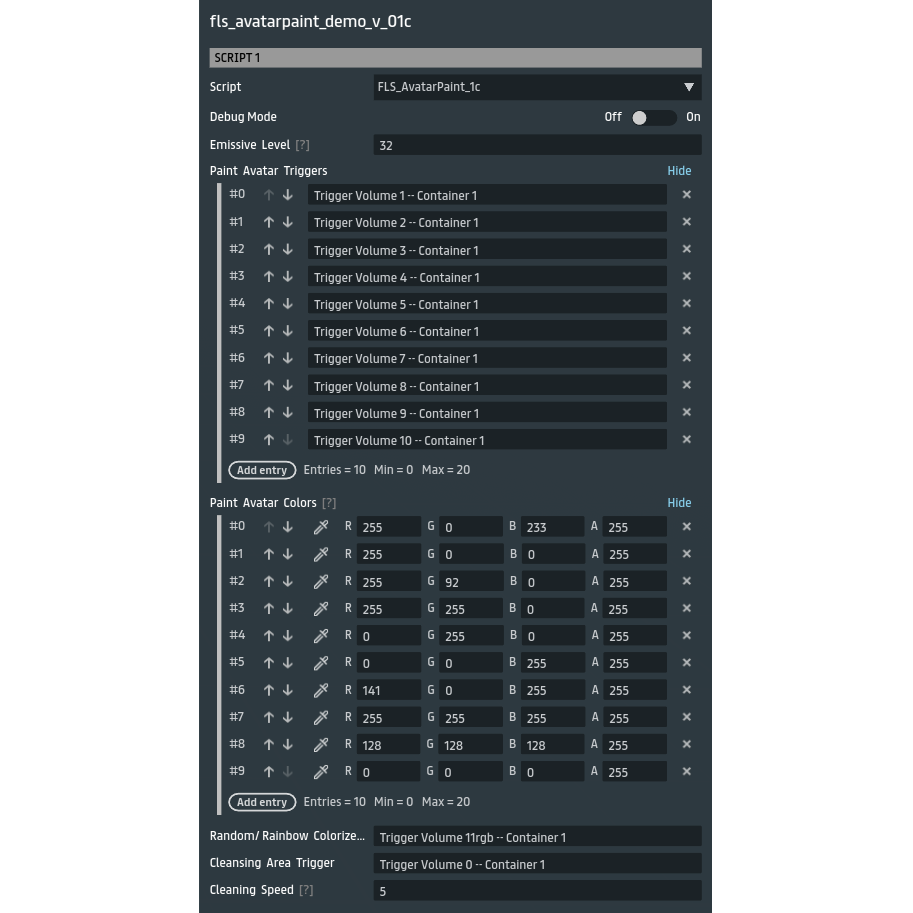 fls_avatarpaint_demo_v_01c
SCRIPT 1
Script FLS_AvatarPaint_1c
Debug Mode Off On
Emissive Level [?] 32
Paint Avatar Triggers Hide
#0 Trigger Volume 1 -- Container 1
#1 Trigger Volume 2 -- Container 1
#2 Trigger Volume 3 -- Container 1
#3 Trigger Volume 4 -- Container 1
#4 Trigger Volume 5 -- Container 1
#5 Trigger Volume 6 -- Container 1
#6 Trigger Volume 7 -- Container 1
#7 Trigger Volume 8 -- Container 1
#8 Trigger Volume 9 -- Container 1
#9 Trigger Volume 10 -- Container 1
Add entry Entries = 10 Min = 0 Max = 20
Paint Avatar Colors [?] Hide
#0 R 255 G 0 B 233 A 255
#1 R 255 G 0 B 0 A 255
#2 R 255 G 92 B 0 A 255
#3 R 255 G 255 B 0 A 255
#4 R 0 G 255 B 0 A 255
#5 R 0 G 0 B 255 A 255
#6 R 141 G 0 B 255 A 255
#7 R 255 G 255 B 255 A 255
#8 R 128 G 128 B 128 A 255
#9 R 0 G 0 B 0 A 255
Add entry Entries = 10 Min = 0 Max = 20
Random/Rainbow Colorize... Trigger Volume 11rgb -- Container 1
Cleansing Area Trigger Trigger Volume 0 -- Container 1
Cleaning Speed [?] 5